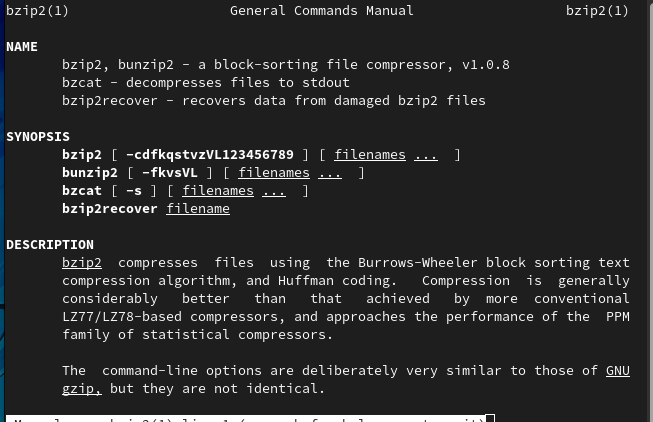 bzip2(1) General Commands Manual bzip2(1)
NAME
bzip2, bunzip2 - a block-sorting file compressor, v1.0.8
bzcat - decompresses files to stdout
bzip2recover - recovers data from damaged bzip2 files
SYNOPSIS
bzip2 [ -cdfkqstvzVL123456789 ] [ filenames ... ]
bunzip2 [ -fkvsVL ] [ filenames ... ]
bzcat [ -s ] [ filenames ... ]
bzip2recover filename
DESCRIPTION
bzip2 compresses files using the Burrows-Wheeler block sorting text
compression algorithm, and Huffman coding. Compression is generally
considerably better than that achieved by more conventional
LZ77/LZ78-based compressors, and approaches the performance of the PPM
family of statistical compressors.
The command-line options are deliberately very similar to those of GNU
gzip, but they are not identical.